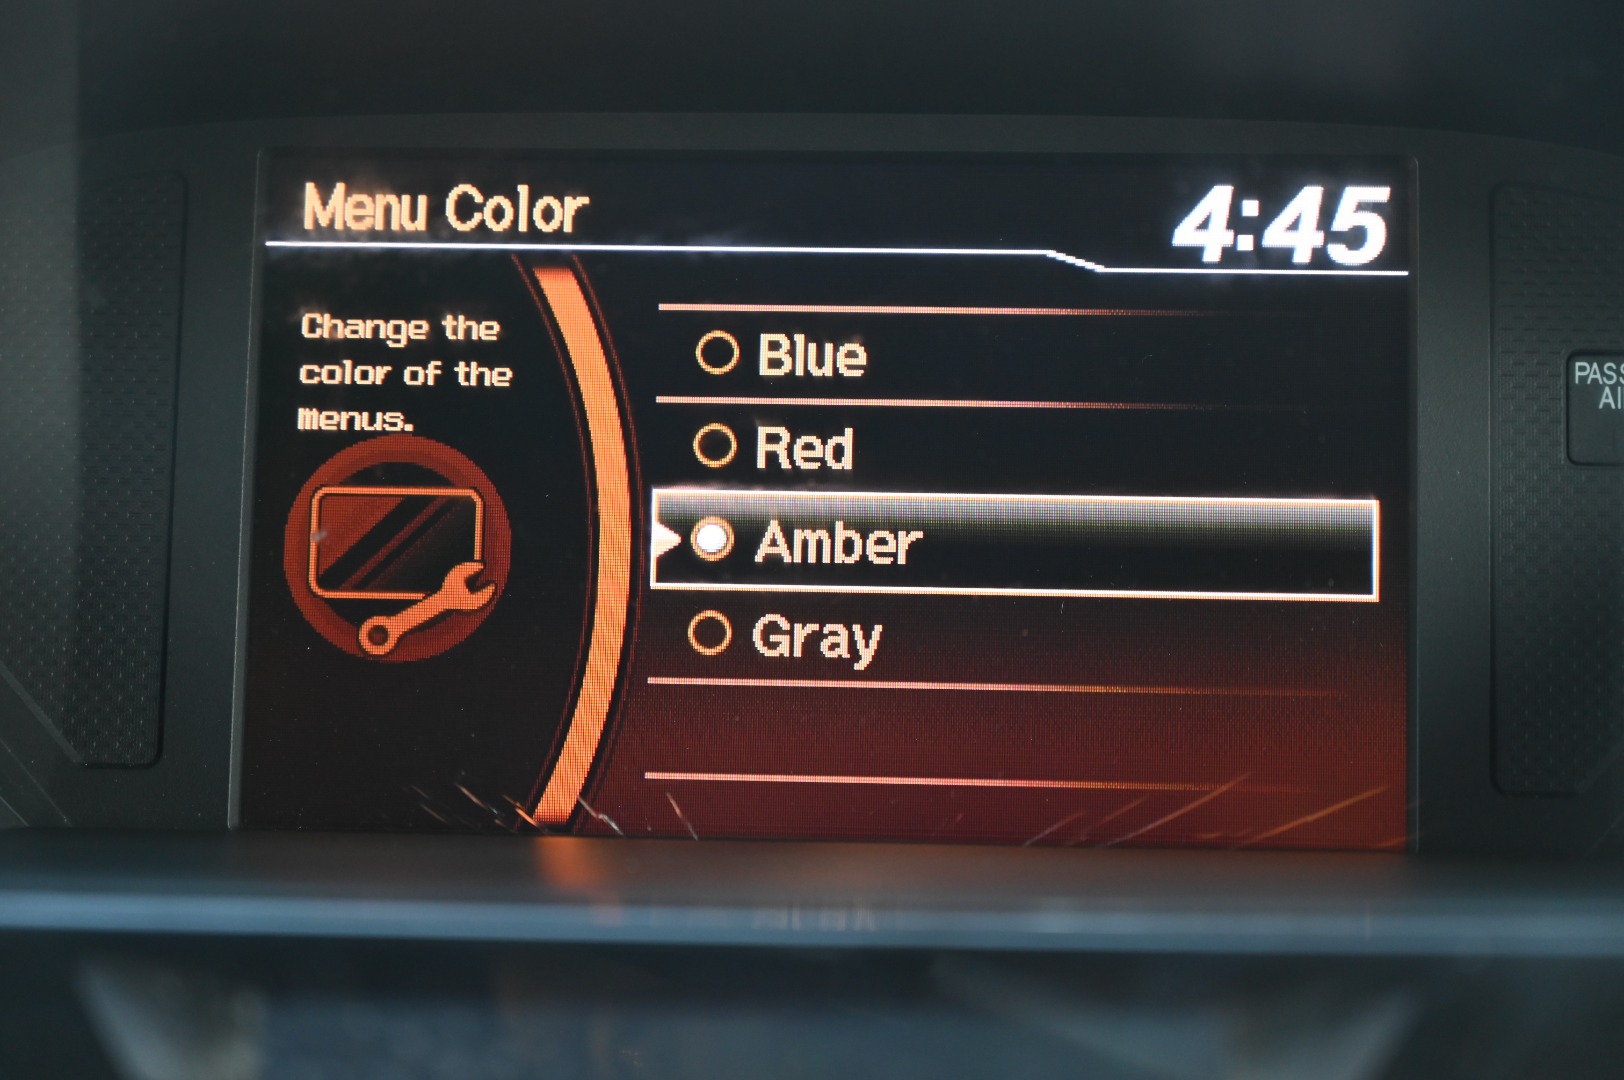 Menu Color
4:45
Change the
color of the
menus.
Blue
Red
Amber
Gray